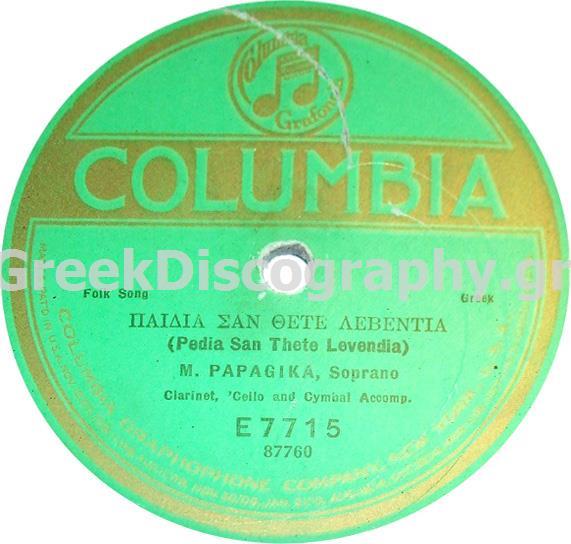 Columbia
Grafonola
COLUMBIA
GreekDiscography.gr
Folk Song
Greek
ΠΑΙΔΙΑ ΣΑΝ ΘΕΤΕ ΛΕΒΕΝΤΙΑ
(Pedia San Thete Levendia)
M. PAPAGIKA, Soprano
Clarinet, 'Cello and Cymbal Accomp.
E7715
87760
COLUMBIA GRAPHOPHONE COMPANY, NEW YORK